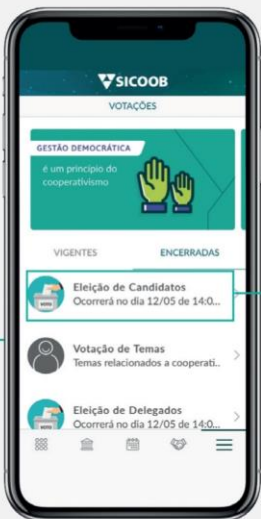 SICOOB
VOTAÇÕES
GESTÃO DEMOCRÁTICA
é um princípio do
cooperativismo
VIGENTES ENCERRADAS
Eleição de Candidatos
Ocorrerá no dia 12/05 de 14:0...
VOTO
Votação de Temas
Temas relacionados a cooperati..
Eleição de Delegados
Ocorrerá no dia 12/05 de 14:0...
VOTO